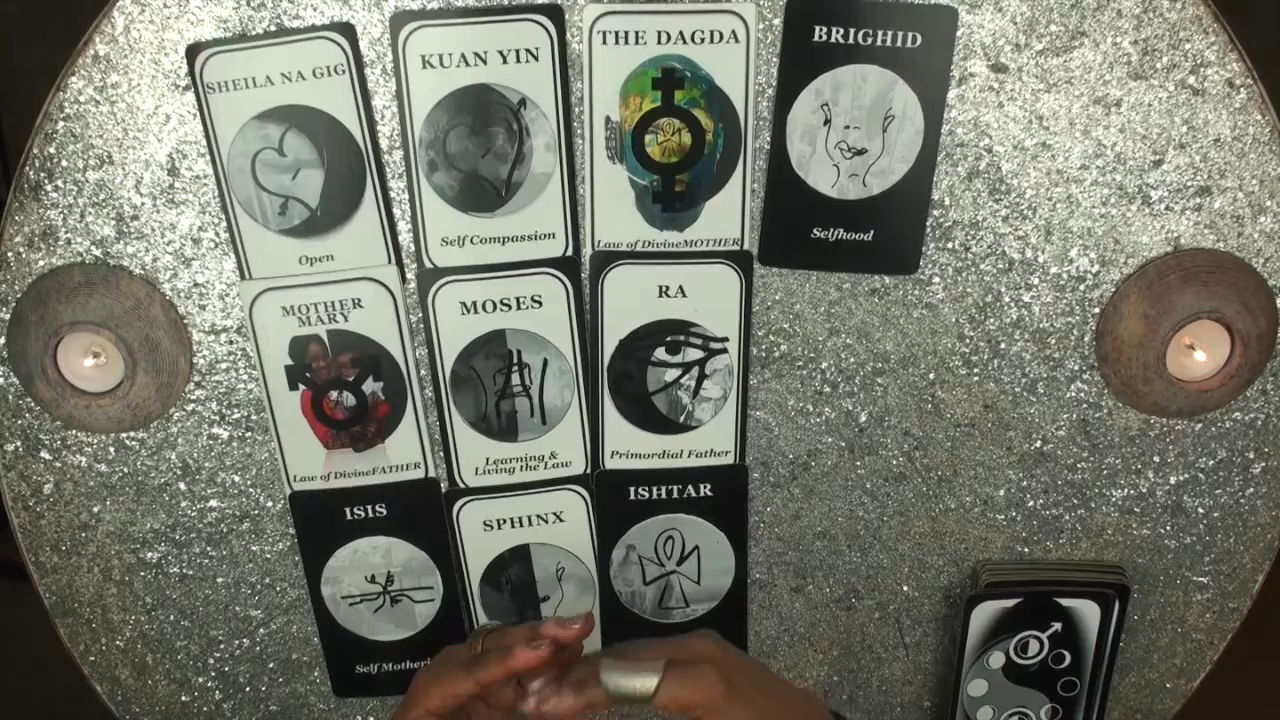 SHEILA NA GIG
Open
KUAN YIN
Self Compassion
THE DAGDA
Law of DivineMOTHER
BRIGHID
Selfhood
MOTHER
MARY
Law of DivineFATHER
MOSES
Learning &
Living the Law
RA
Primordial Father
ISIS
Self
SPHINX
ISHTAR